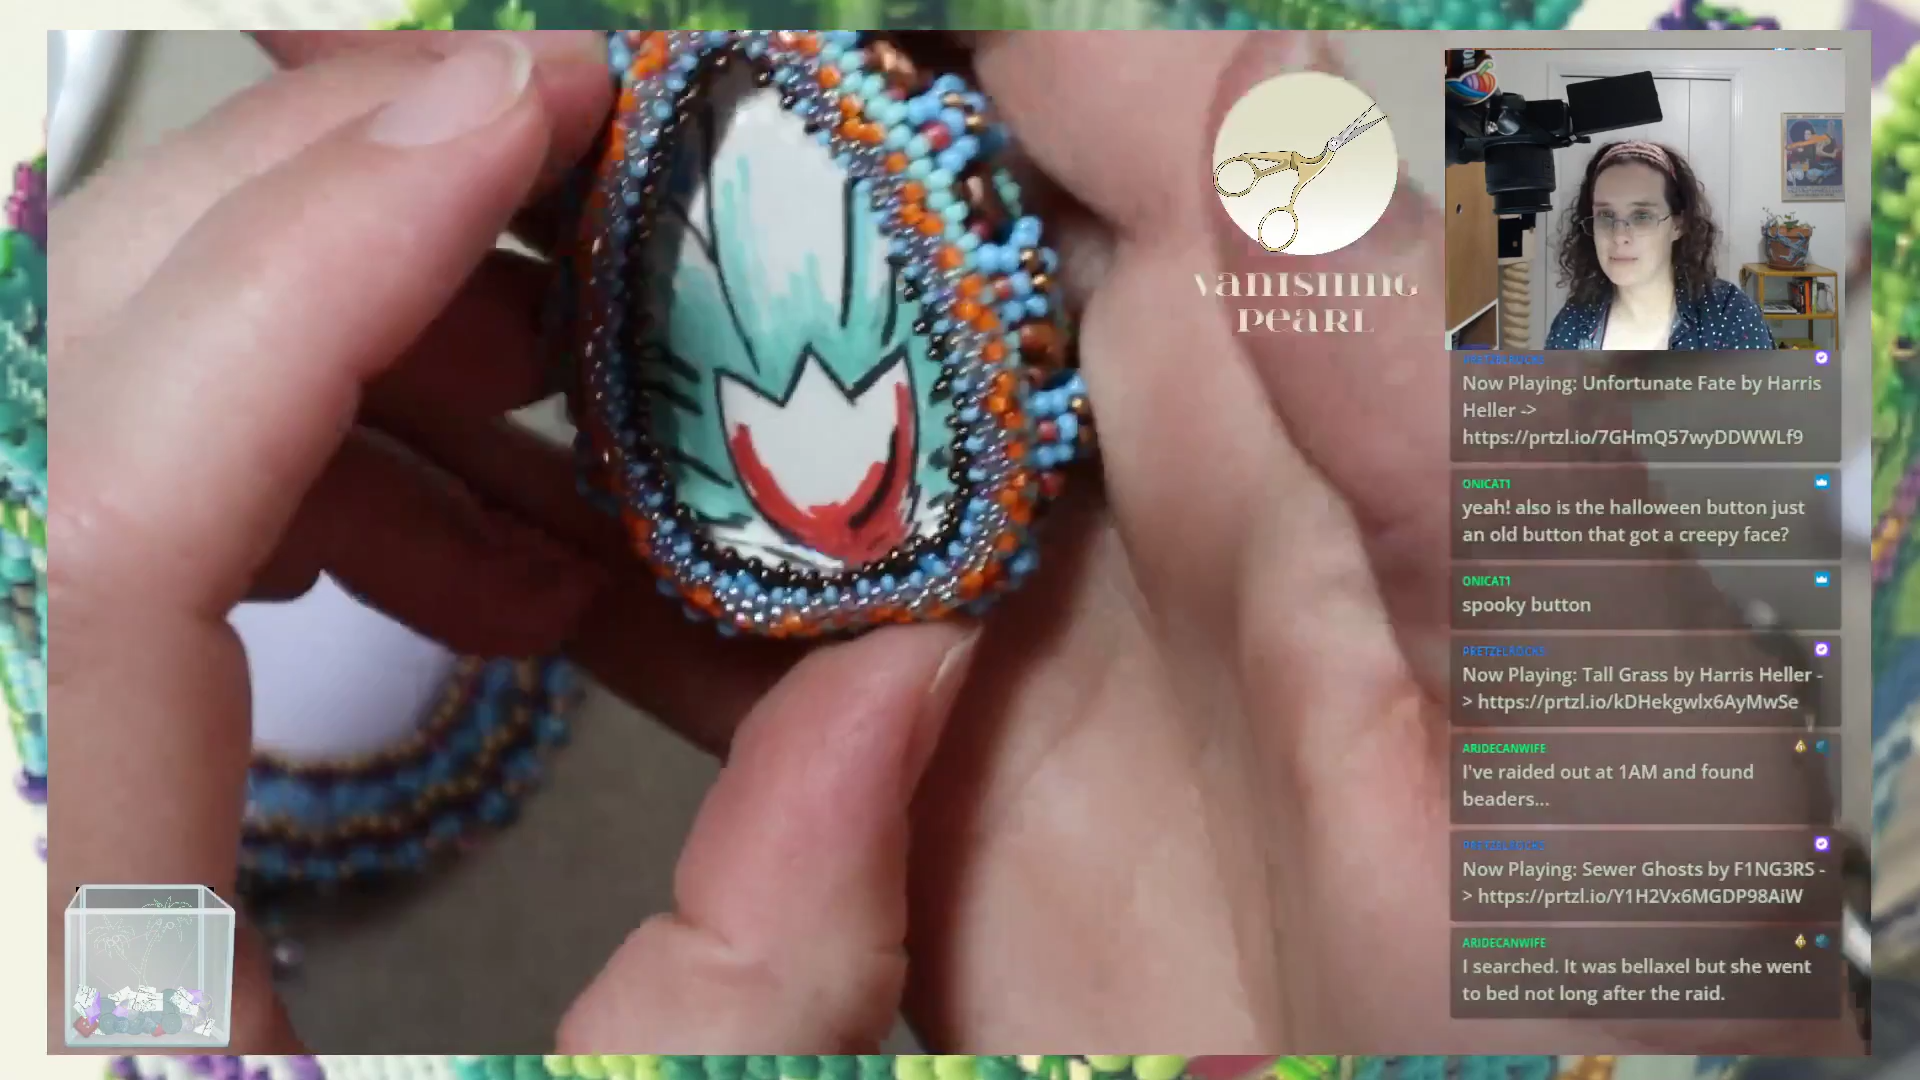 VANISHING
PEARL
PRETZELROCKS
Now Playing: Unfortunate Fate by Harris
Heller ->
https://prtzl.io/7GHmQ57wyDDWWLf9
ONICAT1
yeah! also is the halloween button just
an old button that got a creepy face?
ONICAT1
spooky button
PRETZELROCKS
Now Playing: Tall Grass by Harris Heller -
> https://prtzl.io/kDHekgwlx6AyMwSe
ARIDECANWIFE
I've raided out at 1AM and found
beaders...
PRETZELROCKS
Now Playing: Sewer Ghosts by F1NG3RS -
> https://prtzl.io/Y1H2Vx6MGDP98AiW
ARIDECANWIFE
I searched. It was bellaxel but she went
to bed not long after the raid.